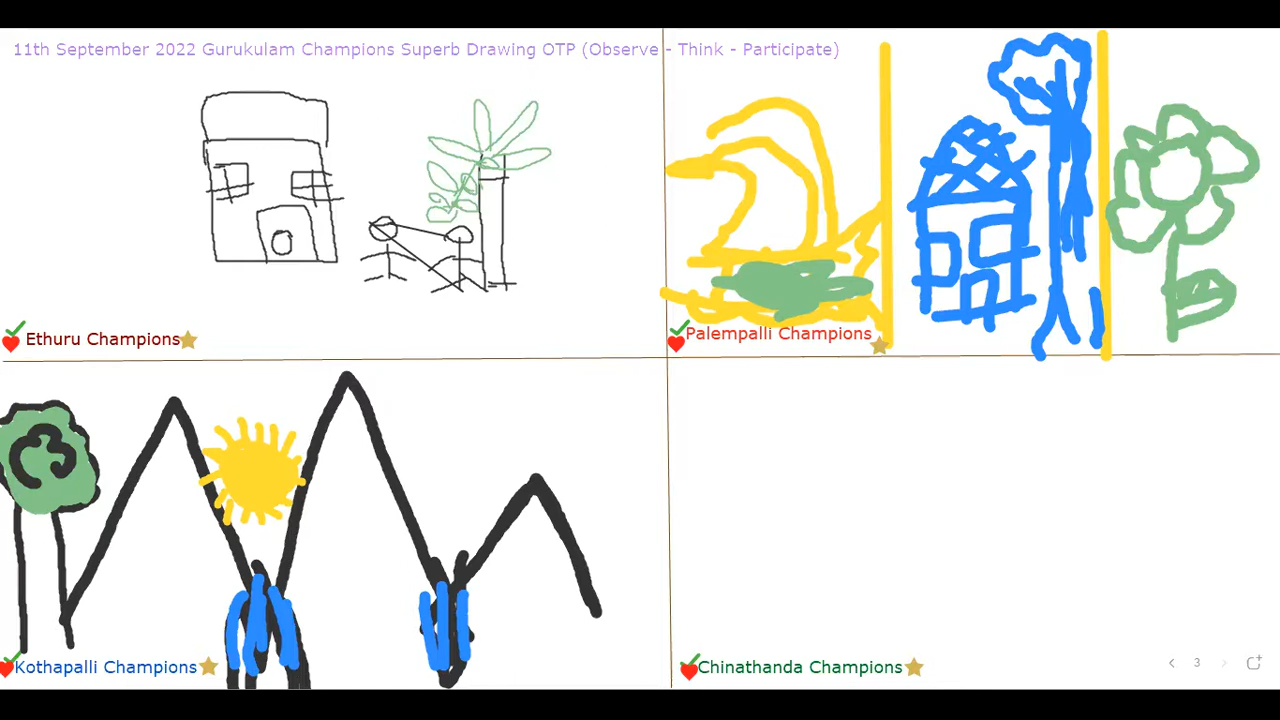 11th September 2022 Gurukulam Champions Superb Drawing OTP (Observe - Think - Participate)
Ethuru Champions
Palempalli Champions
Kothapalli Champions
Chinathanda Champions
3